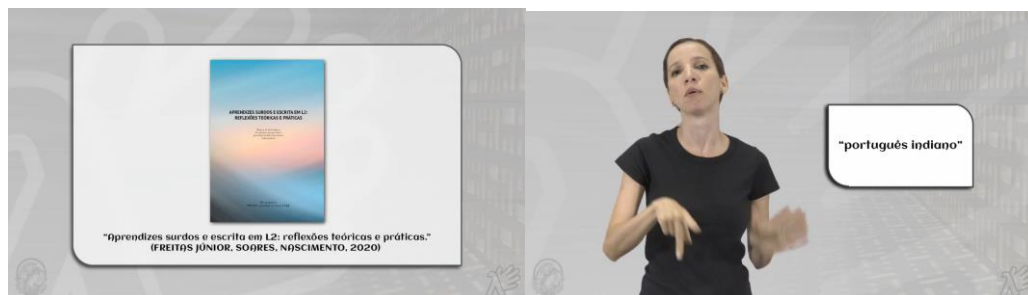 APRENDIZES SURDOS E ESCRITA EM L2:
REFLEXÕES TEÓRICAS E PRÁTICAS
"Aprendizes surdos e escrita em L2: reflexões teóricas e práticas."
(FREITAS JÚNIOR, SOARES, NASCIMENTO, 2020)
"português indiano"